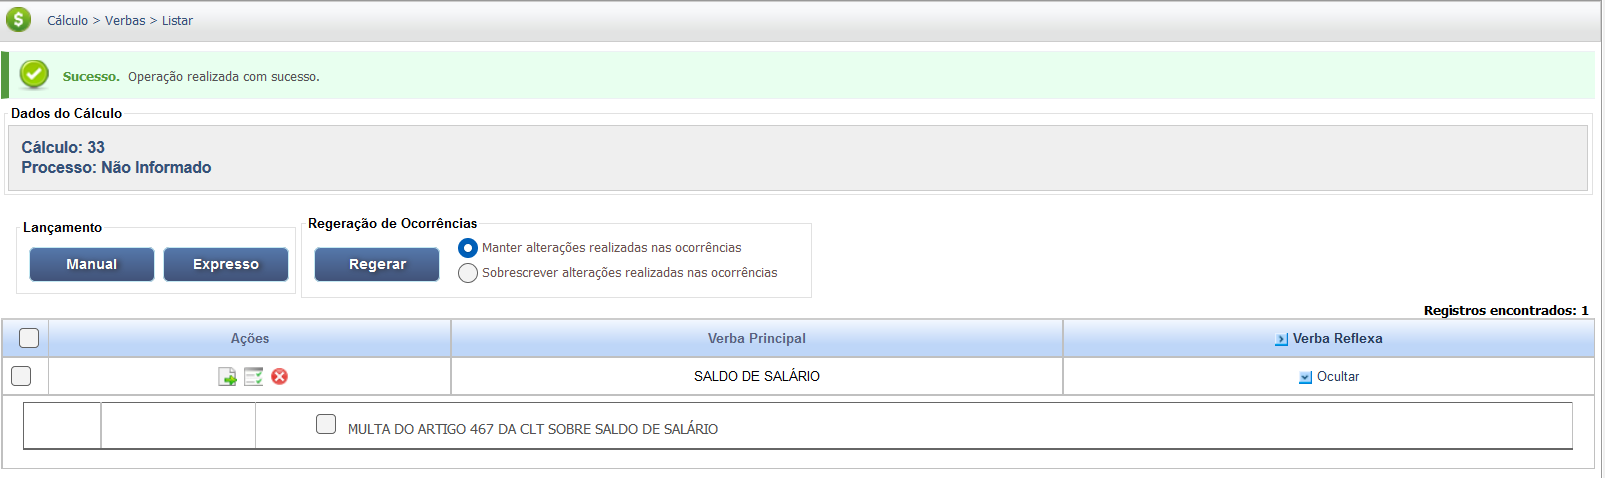 Cálculo > Verbas > Listar
Sucesso. Operação realizada com sucesso.
Dados do Cálculo
Cálculo: 33
Processo: Não Informado
Lançamento
Manual Expresso
Regeração de Ocorrências
Regerar
Manter alterações realizadas nas ocorrências
Sobrescrever alterações realizadas nas ocorrências
Registros encontrados: 1
Ações Verba Principal Verba Reflexa
SALDO DE SALÁRIO Ocultar
MULTA DO ARTIGO 467 DA CLT SOBRE SALDO DE SALÁRIO